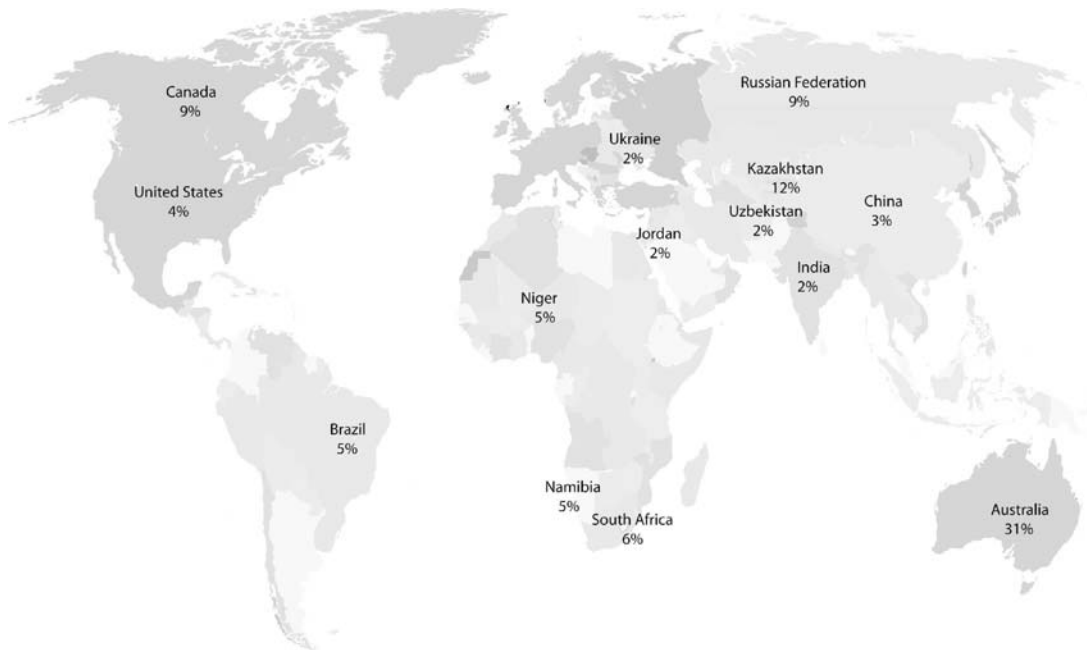 Canada
9%
Russian Federation
9%
Ukraine
2%
Kazakhstan
12%
United States
4%
China
3%
Uzbekistan
2%
Jordan
2%
India
2%
Niger
5%
Brazil
5%
Namibia
5%
South Africa
6%
Australia
31%